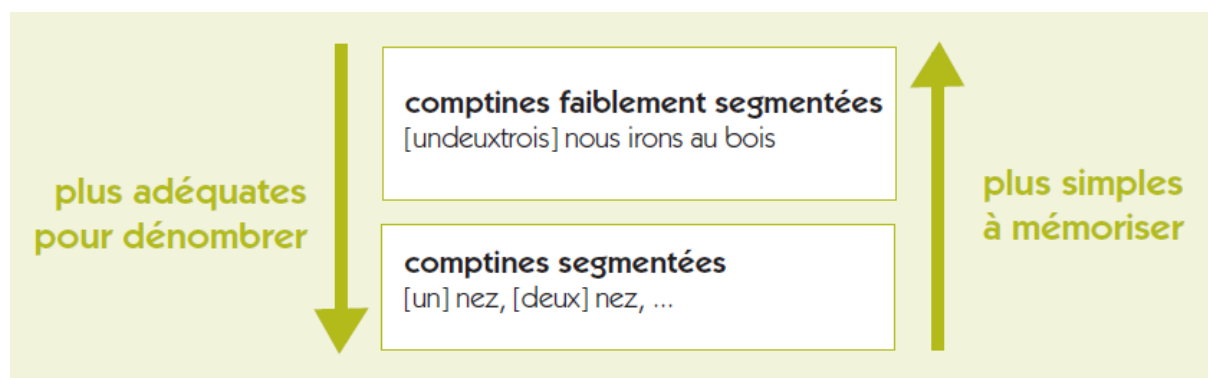 plus adéquates
pour dénombrer
comptines faiblement segmentées
[undeuxtrois] nous irons au bois
comptines segmentées
[un] nez, [deux] nez, ...
plus simples
à mémoriser